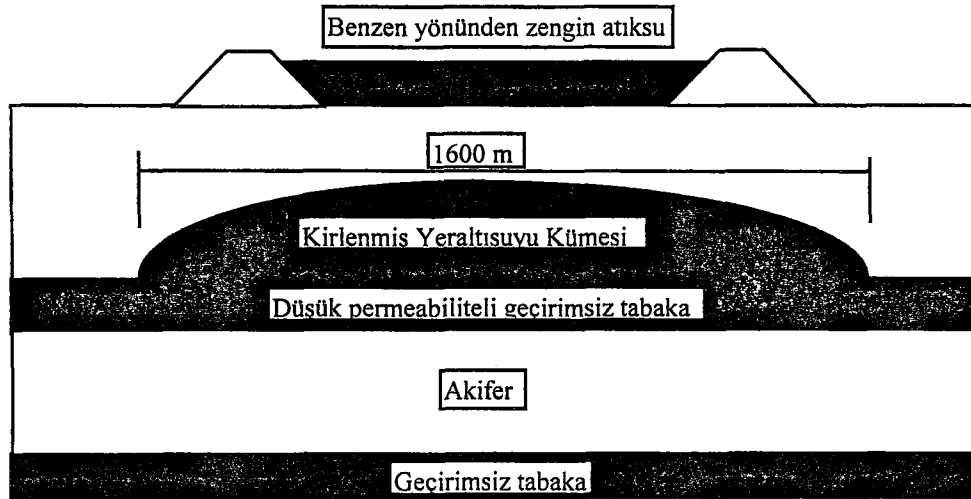 Benzen yönünden zengin atıksu
1600 m
Kirlenmiş Yeraltısuyu Kümesi
Düşük permeabiliteli geçirimsiz tabaka
Akifer
Geçirimsiz tabaka